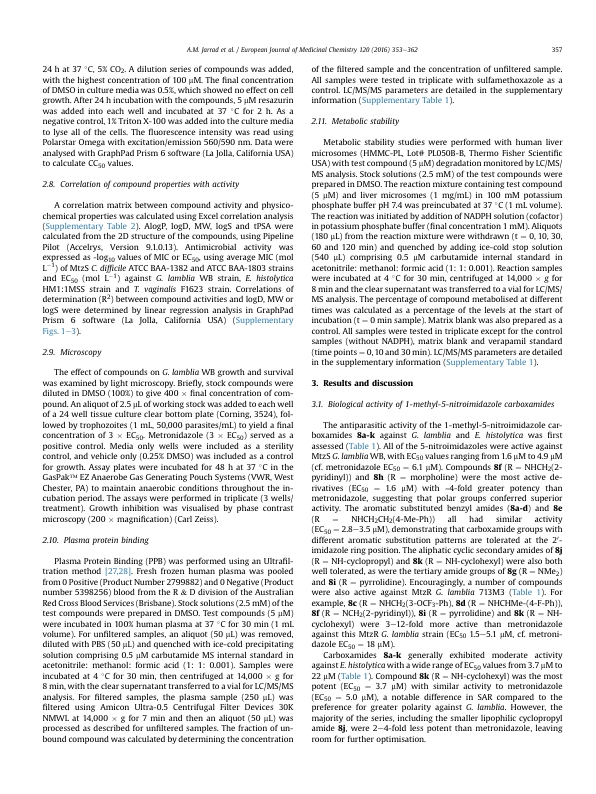 A.M. Jarrad et al. / European Journal of Medicinal Chemistry 120 (2016) 353–362
357
24 h at 37 °C, 5% CO₂. A dilution series of compounds was added,
with the highest concentration of 100 μM. The final concentration
of DMSO in culture media was 0.5%, which showed no effect on cell
growth. After 24 h incubation with the compounds, 5 μM resazurin
was added into each well and incubated at 37 °C for 2 h. As a
negative control, 1% Triton X-100 was added into the culture media
to lyse all of the cells. The fluorescence intensity was read using
Polarstar Omega with excitation/emission 560/590 nm. Data were
analysed with GraphPad Prism 6 software (La Jolla, California USA)
to calculate CC₅₀ values.
2.8. Correlation of compound properties with activity
A correlation matrix between compound activity and physico-
chemical properties was calculated using Excel correlation analysis
(Supplementary Table 2). AlogP, logD, MW, logS and tPSA were
calculated from the 2D structure of the compounds, using Pipeline
Pilot (Accelrys, Version 9.1.0.13). Antimicrobial activity was
expressed as -log₁₀ values of MIC or EC₅₀, using average MIC (mol
L⁻¹) of MtzS C. difficile ATCC BAA-1382 and ATCC BAA-1803 strains
and EC₅₀ (mol L⁻¹) against G. lamblia WB strain, E. histolytica
HM1:1MSS strain and T. vaginalis F1623 strain. Correlations of
determination (R²) between compound activities and logD, MW or
logS were determined by linear regression analysis in GraphPad
Prism 6 software (La Jolla, California USA) (Supplementary
Figs. 1–3).
2.9. Microscopy
The effect of compounds on G. lamblia WB growth and survival
was examined by light microscopy. Briefly, stock compounds were
diluted in DMSO (100%) to give 400 × final concentration of com-
pound. An aliquot of 2.5 μL of working stock was added to each well
of a 24 well tissue culture clear bottom plate (Corning, 3524), fol-
lowed by trophozoites (1 mL, 50,000 parasites/mL) to yield a final
concentration of 3 × EC₅₀. Metronidazole (3 × EC₅₀) served as a
positive control. Media only wells were included as a sterility
control, and vehicle only (0.25% DMSO) was included as a control
for growth. Assay plates were incubated for 48 h at 37 °C in the
GasPak™ EZ Anaerobe Gas Generating Pouch Systems (VWR, West
Chester, PA) to maintain anaerobic conditions throughout the in-
cubation period. The assays were performed in triplicate (3 wells/
treatment). Growth inhibition was visualised by phase contrast
microscopy (200 × magnification) (Carl Zeiss).
2.10. Plasma protein binding
Plasma Protein Binding (PPB) was performed using an Ultrafil-
tration method [27,28]. Fresh frozen human plasma was pooled
from 0 Positive (Product Number 2799882) and 0 Negative (Product
number 5398256) blood from the R & D division of the Australian
Red Cross Blood Services (Brisbane). Stock solutions (2.5 mM) of the
test compounds were prepared in DMSO. Test compounds (5 μM)
were incubated in 100% human plasma at 37 °C for 30 min (1 mL
volume). For unfiltered samples, an aliquot (50 μL) was removed,
diluted with PBS (50 μL) and quenched with ice-cold precipitating
solution comprising 0.5 μM carbutamide MS internal standard in
acetonitrile: methanol: formic acid (1: 1: 0.001). Samples were
incubated at 4 °C for 30 min, then centrifuged at 14,000 × g for
8 min, with the clear supernatant transferred to a vial for LC/MS/MS
analysis. For filtered samples, the plasma sample (250 μL) was
filtered using Amicon Ultra-0.5 Centrifugal Filter Devices 30K
NMWL at 14,000 × g for 7 min and then an aliquot (50 μL) was
processed as described for unfiltered samples. The fraction of un-
bound compound was calculated by determining the concentration
of the filtered sample and the concentration of unfiltered sample.
All samples were tested in triplicate with sulfamethoxazole as a
control. LC/MS/MS parameters are detailed in the supplementary
information (Supplementary Table 1).
2.11. Metabolic stability
Metabolic stability studies were performed with human liver
microsomes (HMMC-PL, Lot# PL050B-B, Thermo Fisher Scientific
USA) with test compound (5 μM) degradation monitored by LC/MS/
MS analysis. Stock solutions (2.5 mM) of the test compounds were
prepared in DMSO. The reaction mixture containing test compound
(5 μM) and liver microsomes (1 mg/mL) in 100 mM potassium
phosphate buffer pH 7.4 was preincubated at 37 °C (1 mL volume).
The reaction was initiated by addition of NADPH solution (cofactor)
in potassium phosphate buffer (final concentration 1 mM). Aliquots
(180 μL) from the reaction mixture were withdrawn (t = 0, 10, 30,
60 and 120 min) and quenched by adding ice-cold stop solution
(540 μL) comprising 0.5 μM carbutamide internal standard in
acetonitrile: methanol: formic acid (1: 1: 0.001). Reaction samples
were incubated at 4 °C for 30 min, centrifuged at 14,000 × g for
8 min and the clear supernatant was transferred to a vial for LC/MS/
MS analysis. The percentage of compound metabolised at different
times was calculated as a percentage of the levels at the start of
incubation (t = 0 min sample). Matrix blank was also prepared as a
control. All samples were tested in triplicate except for the control
samples (without NADPH), matrix blank and verapamil standard
(time points = 0, 10 and 30 min). LC/MS/MS parameters are detailed
in the supplementary information (Supplementary Table 1).
3. Results and discussion
3.1. Biological activity of 1-methyl-5-nitroimidazole carboxamides
The antiparasitic activity of the 1-methyl-5-nitroimidazole car-
boxamides 8a-k against G. lamblia and E. histolytica was first
assessed (Table 1). All of the 5-nitroimidazoles were active against
MtzS G. lamblia WB, with EC₅₀ values ranging from 1.6 μM to 4.9 μM
(cf. metronidazole EC₅₀ = 6.1 μM). Compounds 8f (R = NHCH₂(2-
pyridinyl)) and 8h (R = morpholine) were the most active de-
rivatives (EC₅₀ = 1.6 μM) with ~4-fold greater potency than
metronidazole, suggesting that polar groups conferred superior
activity. The aromatic substituted benzyl amides (8a-d) and 8e
(R = NHCH₂CH₂(4-Me-Ph)) all had similar activity
(EC₅₀ = 2.8–3.5 μM), demonstrating that carboxamide groups with
different aromatic substitution patterns are tolerated at the 2′-
imidazole ring position. The aliphatic cyclic secondary amides of 8j
(R = NH-cyclopropyl) and 8k (R = NH-cyclohexyl) were also both
well tolerated, as were the tertiary amide groups of 8g (R = NMe₂)
and 8i (R = pyrrolidine). Encouragingly, a number of compounds
were also active against MtzR G. lamblia 713M3 (Table 1). For
example, 8c (R = NHCH₂(3-OCF₃-Ph), 8d (R = NHCHMe-(4-F-Ph)),
8f (R = NCH₂(2-pyridinyl)), 8i (R = pyrrolidine) and 8k (R = NH-
cyclohexyl) were 3–12-fold more active than metronidazole
against this MtzR G. lamblia strain (EC₅₀ 1.5–5.1 μM, cf. metroni-
dazole EC₅₀ = 18 μM).
Carboxamides 8a-k generally exhibited moderate activity
against E. histolytica with a wide range of EC₅₀ values from 3.7 μM to
22 μM (Table 1). Compound 8k (R = NH-cyclohexyl) was the most
potent (EC₅₀ = 3.7 μM) with similar activity to metronidazole
(EC₅₀ = 5.0 μM), a notable difference in SAR compared to the
preference for greater polarity against G. lamblia. However, the
majority of the series, including the smaller lipophilic cyclopropyl
amide 8j, were 2–4-fold less potent than metronidazole, leaving
room for further optimisation.